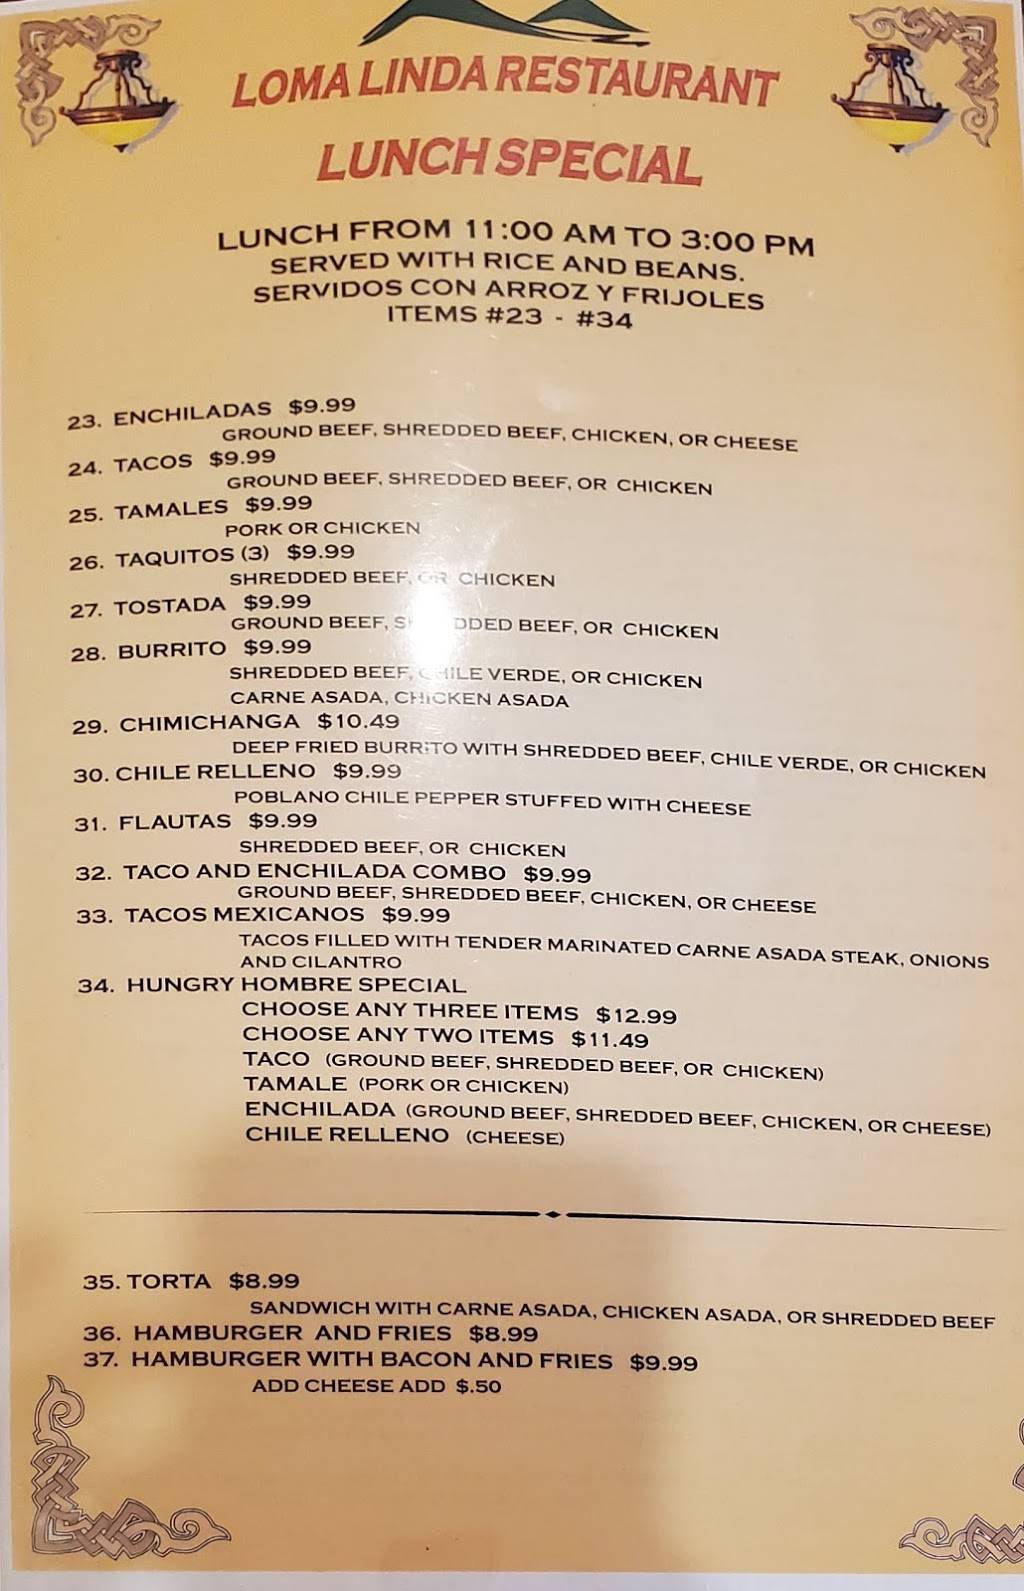 LOMA LINDA RESTAURANT
LUNCH SPECIAL
LUNCH FROM 11:00 AM TO 3:00 PM
SERVED WITH RICE AND BEANS.
SERVIDOS CON ARROZ Y FRIJOLES
ITEMS #23 - #34
23. ENCHILADAS $9.99
GROUND BEEF, SHREDDED BEEF, CHICKEN, OR CHEESE
24. TACOS $9.99
GROUND BEEF, SHREDDED BEEF, OR CHICKEN
25. TAMALES $9.99
PORK OR CHICKEN
26. TAQUITOS (3) $9.99
SHREDDED BEEF, OR CHICKEN
27. TOSTADA $9.99
GROUND BEEF, SHREDDED BEEF, OR CHICKEN
28. BURRITO $9.99
SHREDDED BEEF, CHILE VERDE, OR CHICKEN
CARNE ASADA, CHICKEN ASADA
29. CHIMICHANGA $10.49
DEEP FRIED BURRITO WITH SHREDDED BEEF, CHILE VERDE, OR CHICKEN
30. CHILE RELLENO $9.99
POBLANO CHILE PEPPER STUFFED WITH CHEESE
31. FLAUTAS $9.99
SHREDDED BEEF, OR CHICKEN
32. TACO AND ENCHILADA COMBO $9.99
GROUND BEEF, SHREDDED BEEF, CHICKEN, OR CHEESE
33. TACOS MEXICANOS $9.99
TACOS FILLED WITH TENDER MARINATED CARNE ASADA STEAK, ONIONS
AND CILANTRO
34. HUNGRY HOMBRE SPECIAL
CHOOSE ANY THREE ITEMS $12.99
CHOOSE ANY TWO ITEMS $11.49
TACO (GROUND BEEF, SHREDDED BEEF, OR CHICKEN)
TAMALE (PORK OR CHICKEN)
ENCHILADA (GROUND BEEF, SHREDDED BEEF, CHICKEN, OR CHEESE)
CHILE RELLENO (CHEESE)
35. TORTA $8.99
SANDWICH WITH CARNE ASADA, CHICKEN ASADA, OR SHREDDED BEEF
36. HAMBURGER AND FRIES $8.99
37. HAMBURGER WITH BACON AND FRIES $9.99
ADD CHEESE ADD $.50